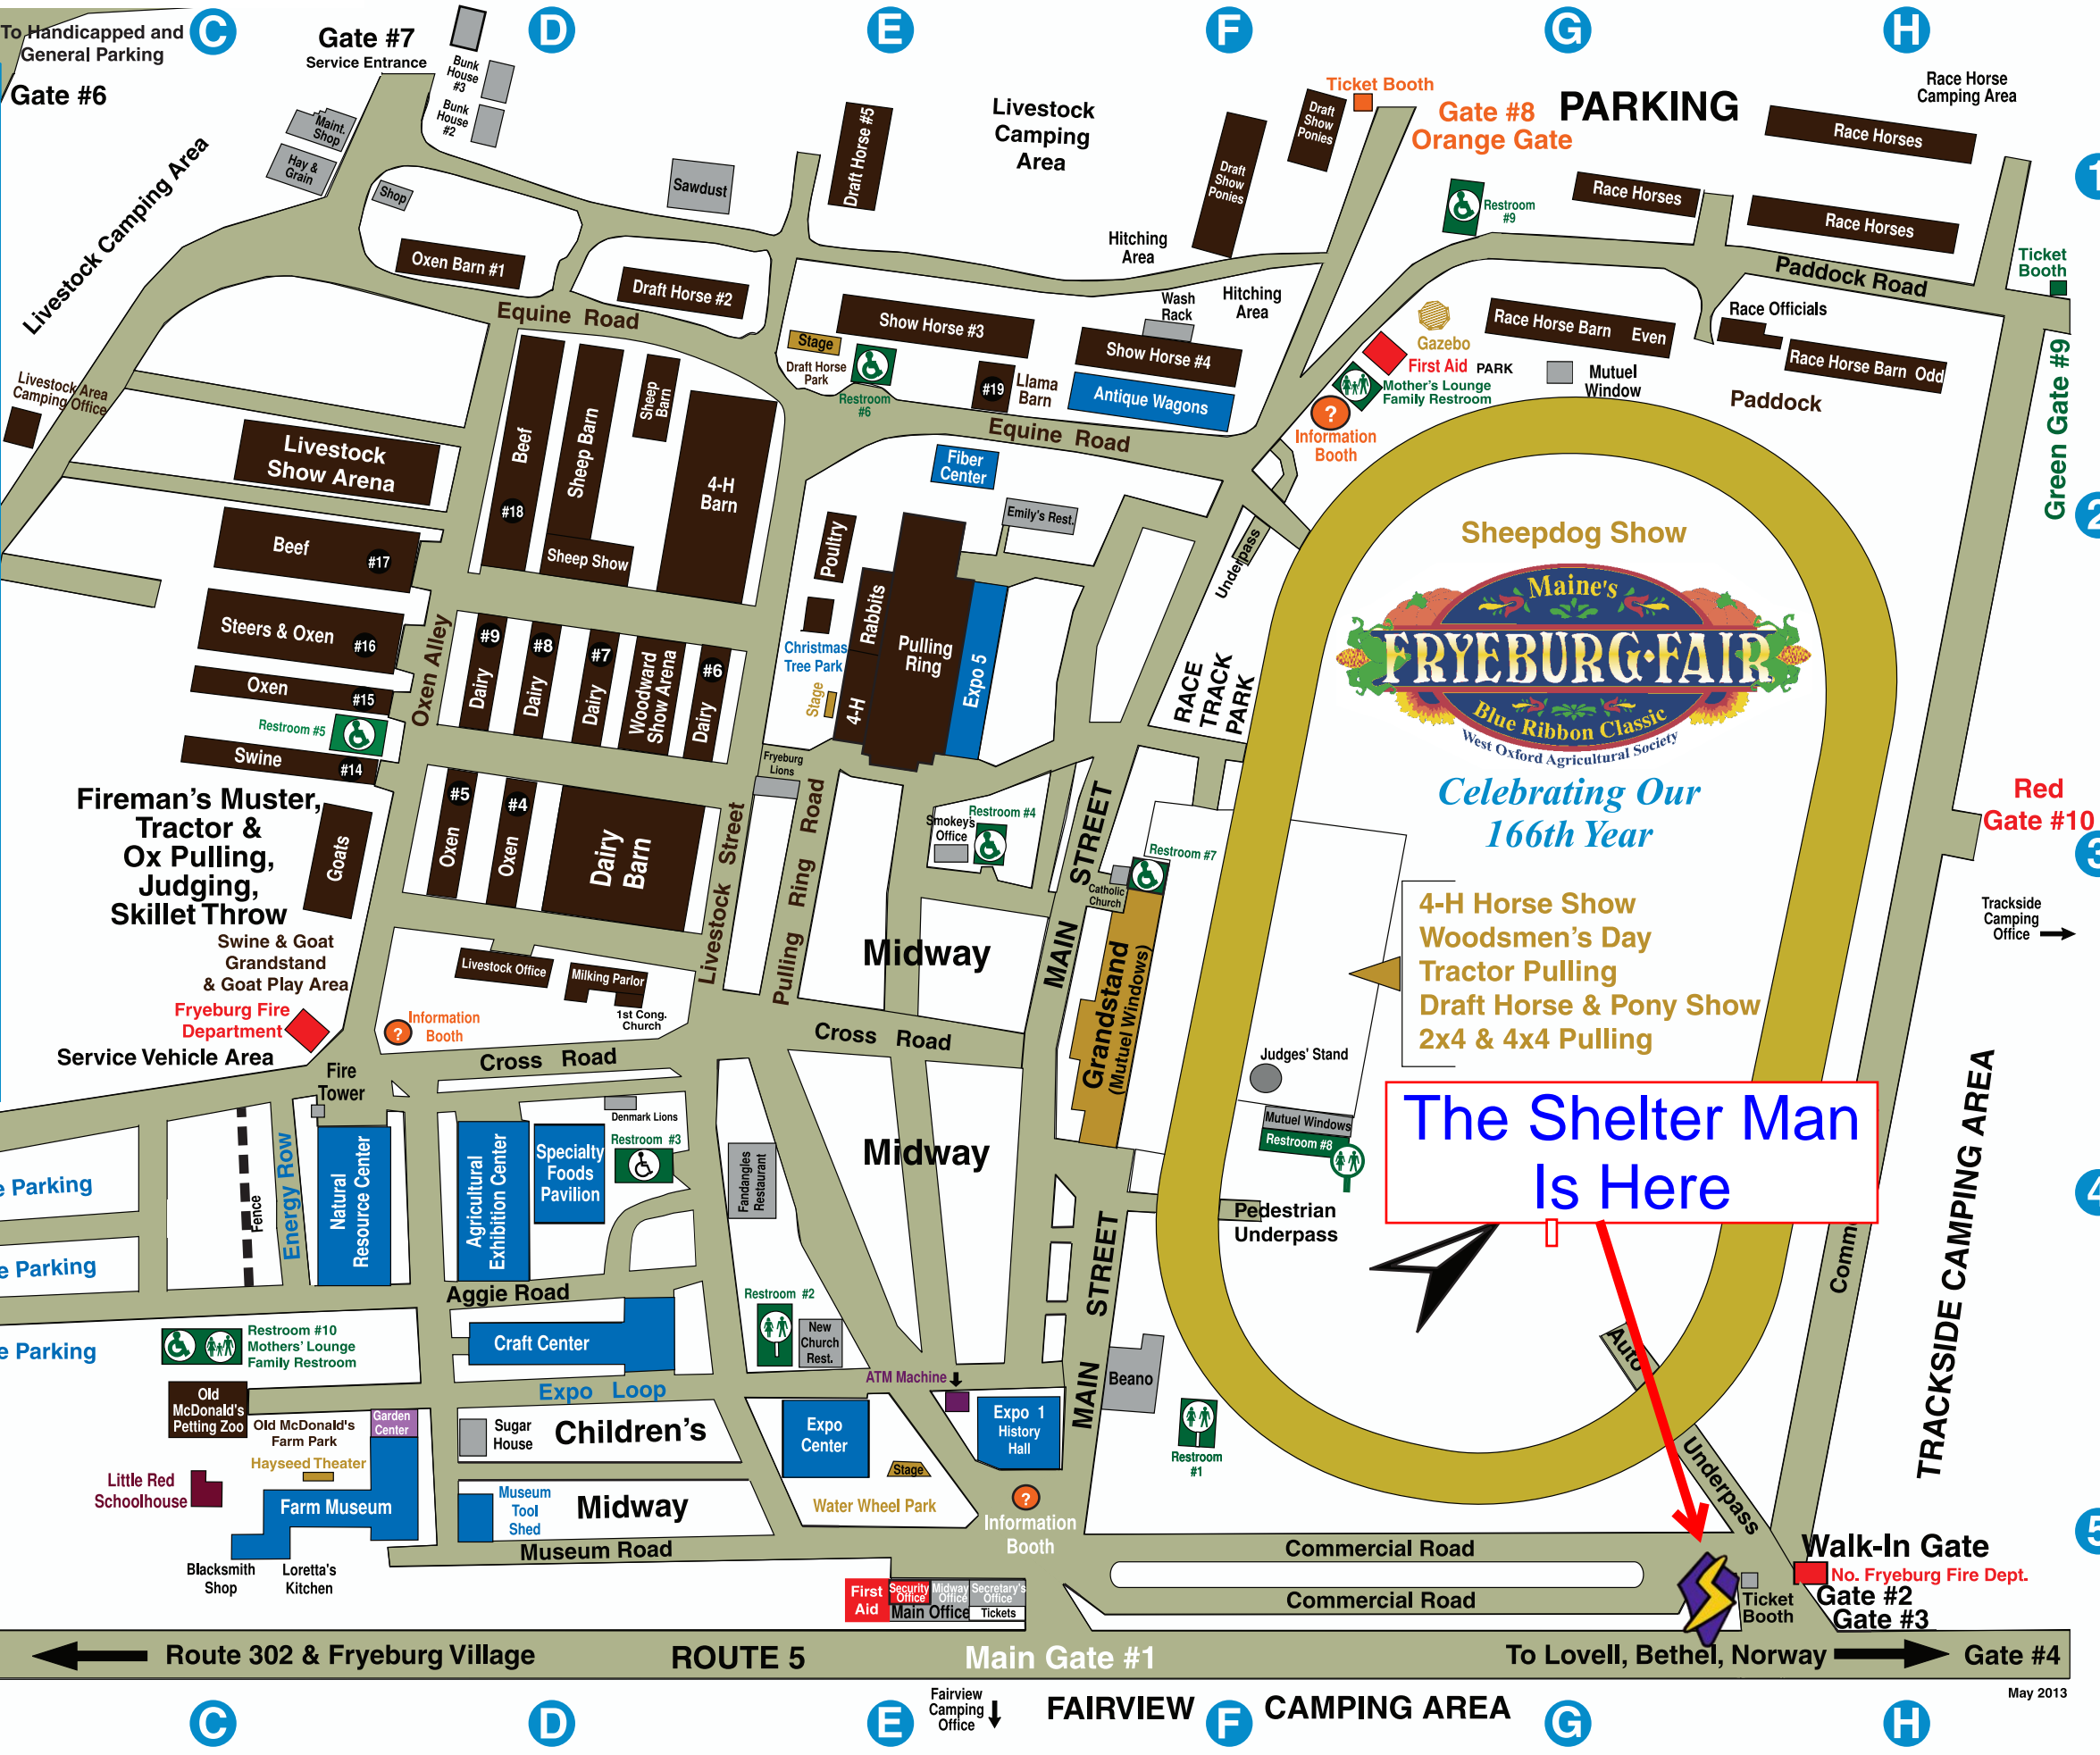 C
D
E
F
G
H
To Handicapped and
General Parking
Gate #6
Gate #7
Service Entrance
Bunk
House
#3
Bunk
House
#2
Maint.
Shop
Hay &
Grain
Shop
Sawdust
Livestock Camping Area
Draft Horse #5
Livestock
Camping
Area
Draft
Show
Ponies
Draft
Show
Ponies
Ticket Booth
Gate #8
Orange Gate
PARKING
Race Horse
Camping Area
Race Horses
Race Horses
Race Horses
1
Restroom
#9
Ticket
Booth
Hitching
Area
Hitching
Area
Oxen Barn #1
Draft Horse #2
Equine Road
Paddock Road
Show Horse #3
Wash
Rack
Show Horse #4
Stage
Draft Horse
Park
Restroom
#6
#19
Llama
Barn
Antique Wagons
Equine Road
Gazebo
First Aid
PARK
Mother's Lounge
Family Restroom
?
Information
Booth
Race Horse Barn Even
Mutuel
Window
Race Officials
Race Horse Barn Odd
Paddock
Green Gate #9
2
Livestock Area
Camping Office
Livestock
Show Arena
Beef
#18
Sheep Barn
Sheep
Barn
4-H
Barn
Sheep Show
Beef
#17
Steers & Oxen
#16
Oxen
#15
Restroom #5
Swine
#14
Oxen Alley
#9
Dairy
#8
Dairy
#7
Dairy
Woodward
Show Arena
#6
Dairy
Fiber
Center
Emily's Rest.
Poultry
Rabbits
Christmas
Tree Park
Stage
4-H
Pulling
Ring
Expo 5
Underpass
RACE
TRACK
PARK
Sheepdog Show
Maine's
FRYEBURG·FAIR
Blue Ribbon Classic
West Oxford Agricultural Society
Celebrating Our
166th Year
Red
Gate #10
3
Fireman's Muster,
Tractor &
Ox Pulling,
Judging,
Skillet Throw
Goats
Swine & Goat
Grandstand
& Goat Play Area
Fryeburg Fire
Department
Service Vehicle Area
#5
Oxen
#4
Oxen
Dairy
Barn
Livestock Street
Fryeburg
Lions
Pulling Ring Road
Smokey's
Office
Restroom #4
MAIN STREET
Restroom #7
Catholic
Church
Grandstand
(Mutuel Windows)
Midway
4-H Horse Show
Woodsmen's Day
Tractor Pulling
Draft Horse & Pony Show
2x4 & 4x4 Pulling
Trackside
Camping
Office
Livestock Office
Milking Parlor
1st Cong.
Church
?
Information
Booth
Cross Road
Cross Road
Fire
Tower
Judges' Stand
Mutuel Windows
Restroom #8
The Shelter Man
Is Here
TRACKSIDE CAMPING AREA
4
e Parking
e Parking
e Parking
Fence
Energy Row
Natural
Resource Center
Agricultural
Exhibition Center
Specialty
Foods
Pavilion
Denmark Lions
Restroom #3
Fandangles
Restaurant
Midway
MAIN STREET
Pedestrian
Underpass
Comm
Aggie Road
Restroom #10
Mothers' Lounge
Family Restroom
Craft Center
Restroom #2
New
Church
Rest.
ATM Machine
MAIN
Beano
Auto
Underpass
Old
McDonald's
Petting Zoo
Old McDonald's
Farm Park
Garden
Center
Hayseed Theater
Little Red
Schoolhouse
Farm Museum
Blacksmith
Shop
Loretta's
Kitchen
Expo Loop
Sugar
House
Children's
Midway
Museum
Tool
Shed
Museum Road
Expo
Center
Stage
Water Wheel Park
Expo 1
History
Hall
?
Information
Booth
Restroom
#1
5
Commercial Road
Commercial Road
Walk-In Gate
No. Fryeburg Fire Dept.
Gate #2
Gate #3
Ticket
Booth
First
Aid
Security
Office
Midway
Office
Secretary's
Office
Main Office
Tickets
Route 302 & Fryeburg Village
ROUTE 5
Main Gate #1
To Lovell, Bethel, Norway
Gate #4
May 2013
Fairview
Camping
Office
FAIRVIEW CAMPING AREA
C
D
E
F
G
H